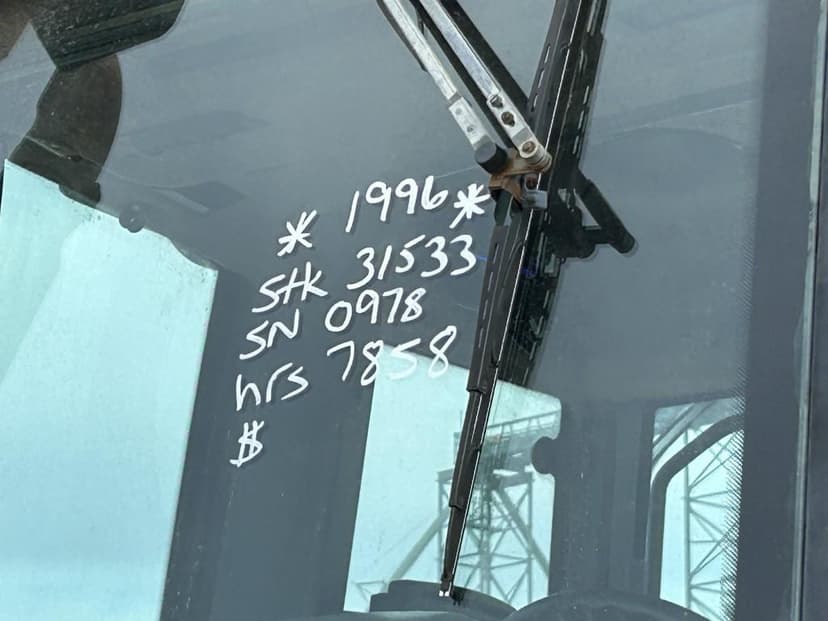 * 1996 *
Stk 31533
SN 0978
hrs 7858
$